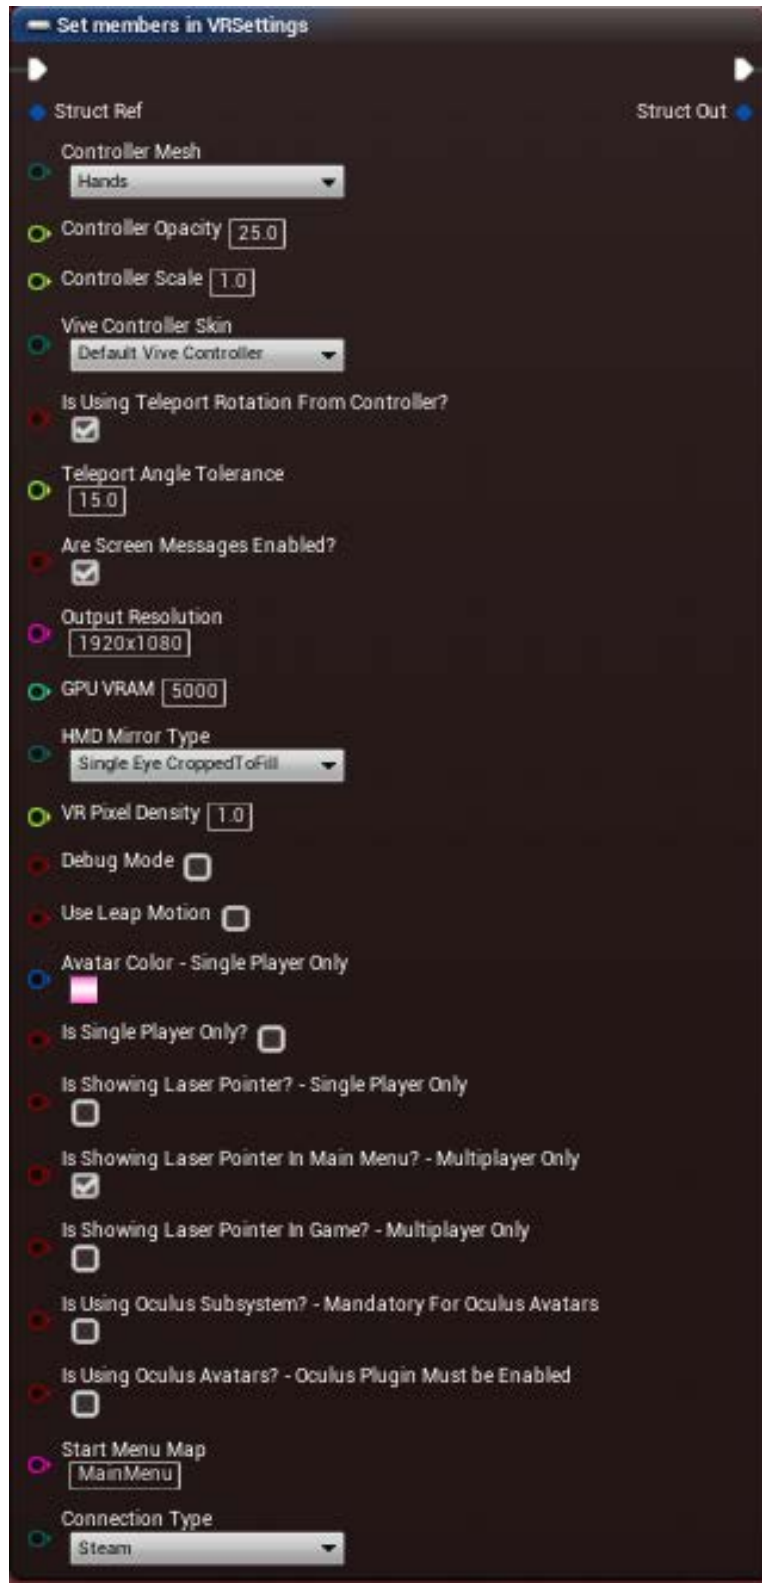 Set members in VRSettings
Struct Ref Struct Out
Controller Mesh
Hands
Controller Opacity 25.0
Controller Scale 1.0
Vive Controller Skin
Default Vive Controller
Is Using Teleport Rotation From Controller?
Teleport Angle Tolerance
15.0
Are Screen Messages Enabled?
Output Resolution
1920x1080
GPU VRAM 5000
HMD Mirror Type
Single Eye CroppedToFill
VR Pixel Density 1.0
Debug Mode
Use Leap Motion
Avatar Color - Single Player Only
Is Single Player Only?
Is Showing Laser Pointer? - Single Player Only
Is Showing Laser Pointer In Main Menu? - Multiplayer Only
Is Showing Laser Pointer In Game? - Multiplayer Only
Is Using Oculus Subsystem? - Mandatory For Oculus Avatars
Is Using Oculus Avatars? - Oculus Plugin Must be Enabled
Start Menu Map
MainMenu
Connection Type
Steam